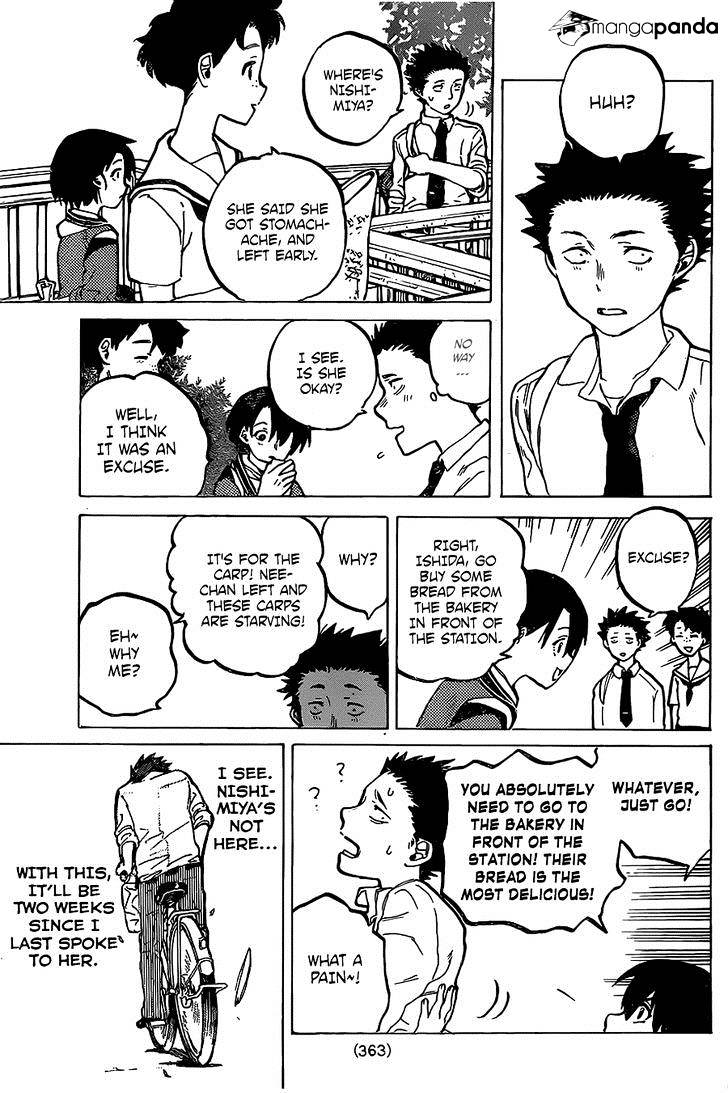 mangapanda
HUH?
WHERE'S
NISHI-
MIYA?
SHE SAID SHE
GOT STOMACH-
ACHE, AND
LEFT EARLY.
NO
WAY
...
I SEE.
IS SHE
OKAY?
WELL,
I THINK
IT WAS AN
EXCUSE.
EXCUSE?
RIGHT,
ISHIDA, GO
BUY SOME
BREAD FROM
THE BAKERY
IN FRONT OF
THE STATION.
WHY?
IT'S FOR THE
CARP! NEE-
CHAN LEFT AND
THESE CARPS
ARE STARVING!
EH~
WHY
ME?
WHATEVER,
JUST GO!
YOU ABSOLUTELY
NEED TO GO TO
THE BAKERY IN
FRONT OF THE
STATION! THEIR
BREAD IS THE
MOST DELICIOUS!
? ?
WHAT A
PAIN~!
I SEE.
NISHI-
MIYA'S
NOT
HERE...
WITH THIS,
IT'LL BE
TWO WEEKS
SINCE I
LAST SPOKE
TO HER.
(363)